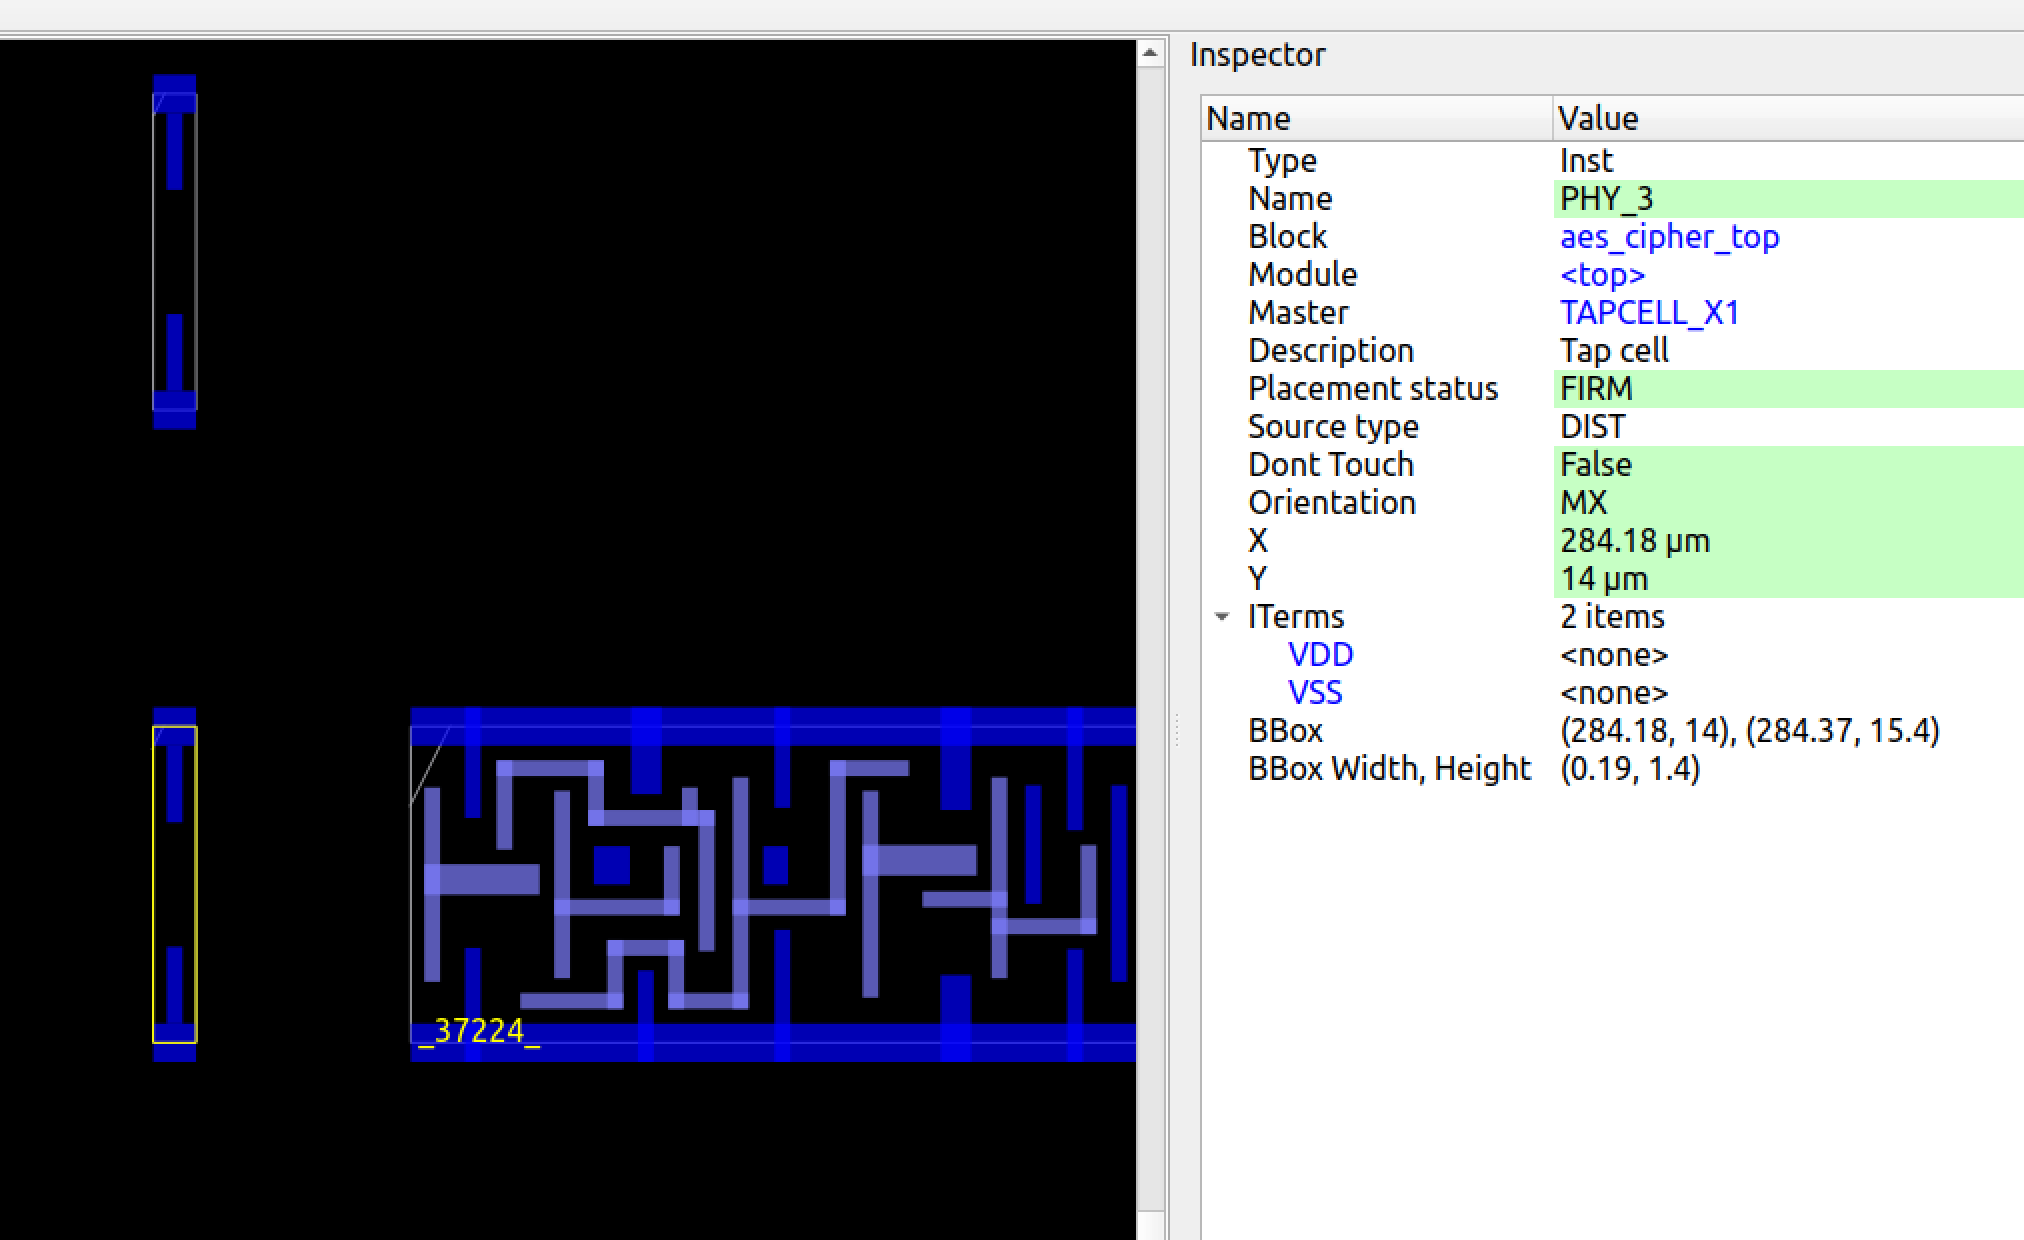 Inspector
Name Value
Type Inst
Name PHY_3
Block aes_cipher_top
Module <top>
Master TAPCELL_X1
Description Tap cell
Placement status FIRM
Source type DIST
Dont Touch False
Orientation MX
X 284.18 µm
Y 14 µm
ITerms 2 items
VDD <none>
VSS <none>
BBox (284.18, 14), (284.37, 15.4)
BBox Width, Height (0.19, 1.4)
_37224_